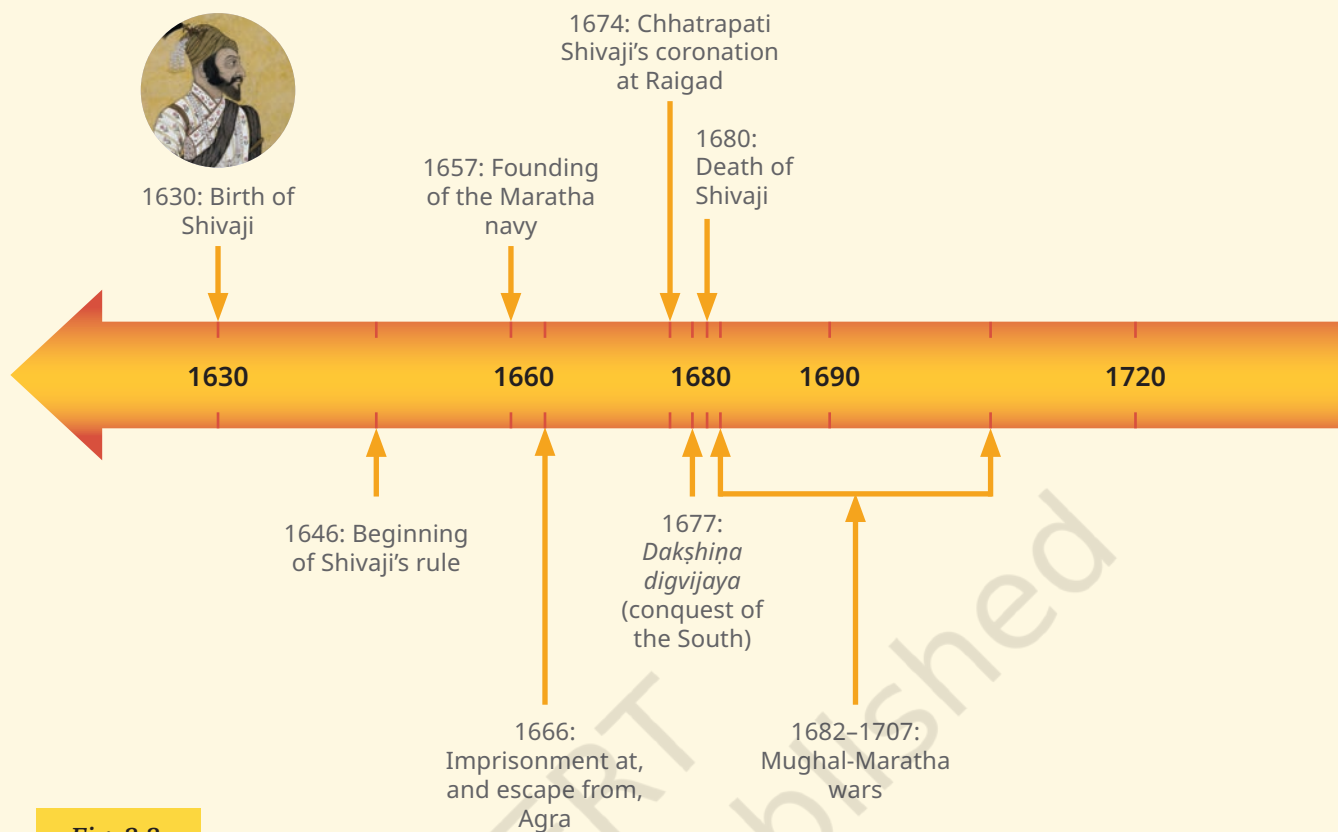 1674: Chhatrapati
Shivaji’s coronation
at Raigad
1680:
Death of
Shivaji
1657: Founding
of the Maratha
navy
1630: Birth of
Shivaji
1630
1660
1680
1690
1720
1646: Beginning
of Shivaji’s rule
1677:
Dakṣhiṇa
digvijaya
(conquest of
the South)
1666:
Imprisonment at,
and escape from,
Agra
1682–1707:
Mughal-Maratha
wars